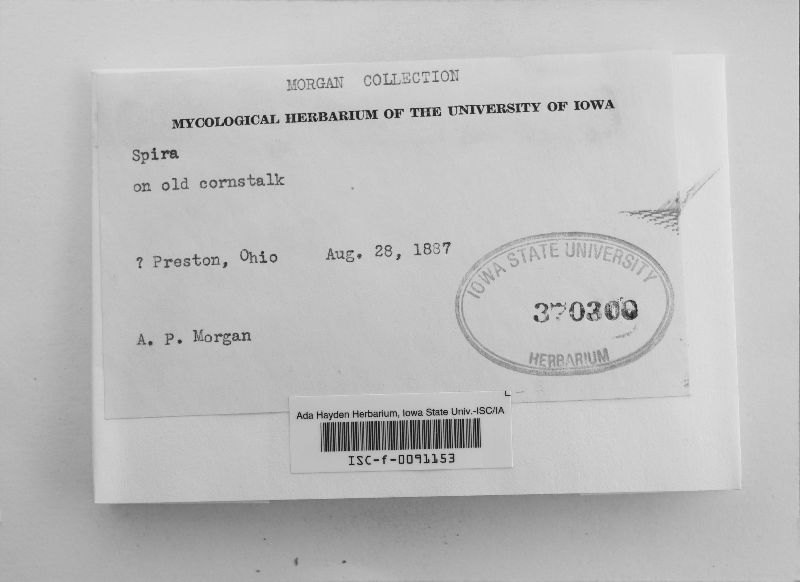 MORGAN COLLECTION
MYCOLOGICAL HERBARIUM OF THE UNIVERSITY OF IOWA
Spira
on old cornstalk
? Preston, Ohio Aug. 28, 1887
A. P. Morgan
IOWA STATE UNIVERSITY
370300
HERBARIUM
Ada Hayden Herbarium, Iowa State Univ.-ISC/IA
ISC-f-0091153